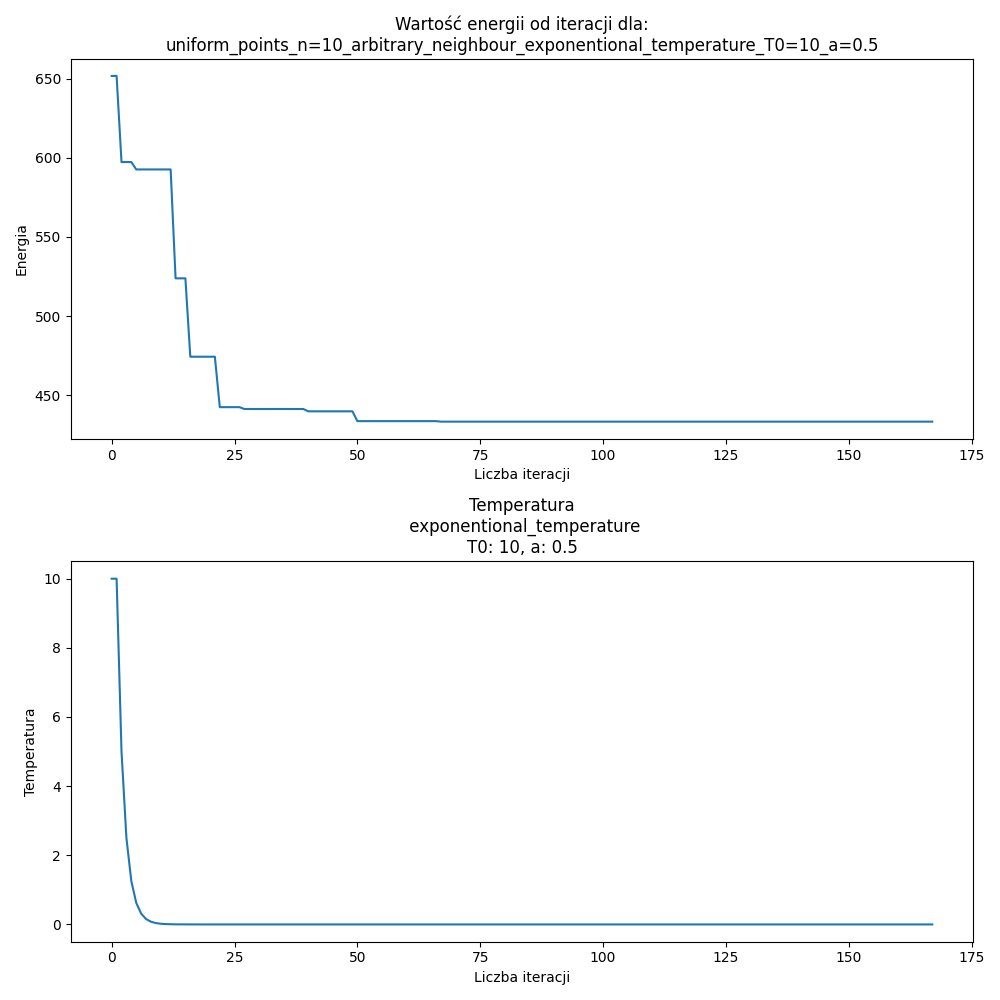 Wartość energii od iteracji dla:
uniform_points_n=10_arbitrary_neighbour_exponentional_temperature_T0=10_a=0.5
650
600
550
500
450
Energia
0 25 50 75 100 125 150 175
Liczba iteracji
Temperatura
exponentional_temperature
T0: 10, a: 0.5
10
8
6
4
2
0
Temperatura
0 25 50 75 100 125 150 175
Liczba iteracji